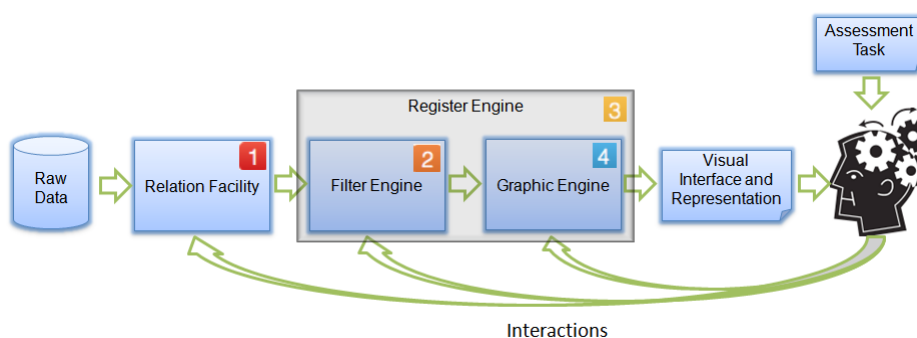 Assessment
Task
Register Engine
3
1
2
4
Raw
Data
Relation Facility
Filter Engine
Graphic Engine
Visual
Interface and
Representation
Interactions